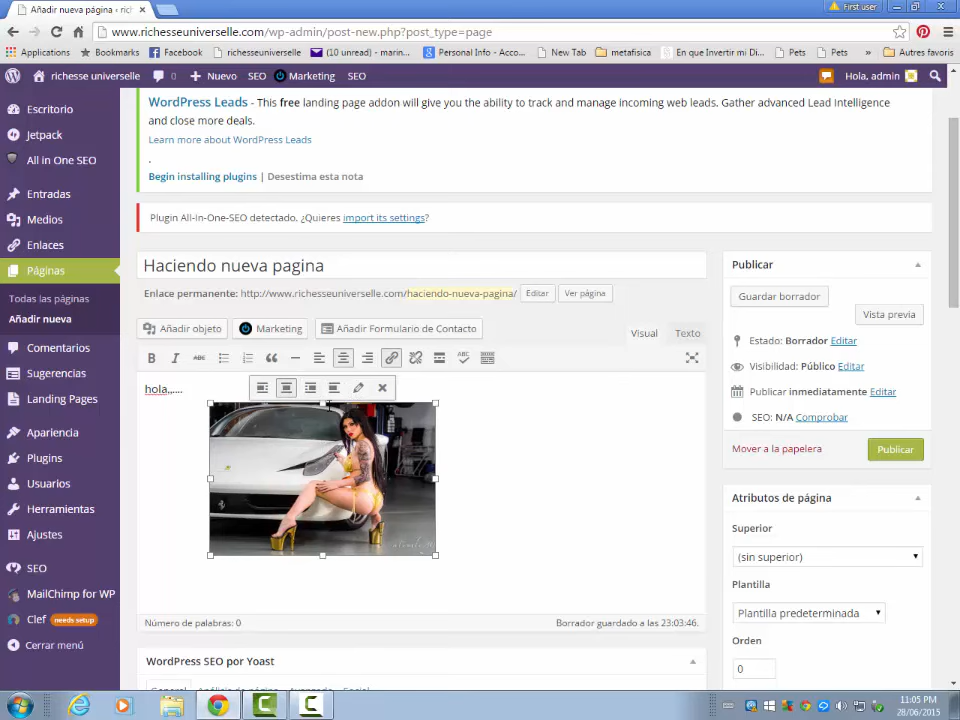 Añadir nueva página ‹ rich
First user
www.richesseuniverselle.com/wp-admin/post-new.php?post_type=page
Applications Bookmarks Facebook richesseuniverselle (10 unread) - marin... Personal Info - Acco... New Tab metafisica En que Invertir mi Di... Pets Pets » Autres favoris
richesse universelle 0 Nuevo SEO Marketing SEO Hola, admin
Escritorio
Jetpack
All in One SEO
Entradas
Medios
Enlaces
Páginas
Todas las páginas
Añadir nueva
Comentarios
Sugerencias
Landing Pages
Apariencia
Plugins
Usuarios
Herramientas
Ajustes
SEO
MailChimp for WP
Clef needs setup
Cerrar menú
WordPress Leads - This free landing page addon will give you the ability to track and manage incoming web leads. Gather advanced Lead Intelligence
and close more deals.
Learn more about WordPress Leads
.
Begin installing plugins | Desestima esta nota
Plugin All-In-One-SEO detectado. ¿Quieres import its settings?
Haciendo nueva pagina
Enlace permanente: http://www.richesseuniverselle.com/haciendo-nueva-pagina/ Editar Ver página
Añadir objeto Marketing Añadir Formulario de Contacto
Visual Texto
B I ABC ABC
hola,,.....
Número de palabras: 0 Borrador guardado a las 23:03:46.
WordPress SEO por Yoast
General Análisis de página Avanzado Social
Publicar
Guardar borrador
Vista previa
Estado: Borrador Editar
Visibilidad: Público Editar
Publicar inmediatamente Editar
SEO: N/A Comprobar
Mover a la papelera Publicar
Atributos de página
Superior
(sin superior)
Plantilla
Plantilla predeterminada
Orden
0
11:05 PM
28/06/2015